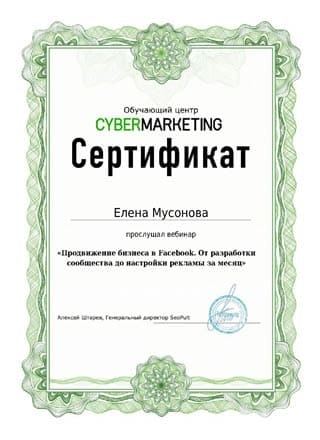 Обучающий центр
CYBERMARKETING
Сертификат
Елена Мусонова
прослушал вебинар
«Продвижение бизнеса в Facebook. От разработки
сообщества до настройки рекламы за месяц»
Алексей Штарев, Генеральный директор SeoPult